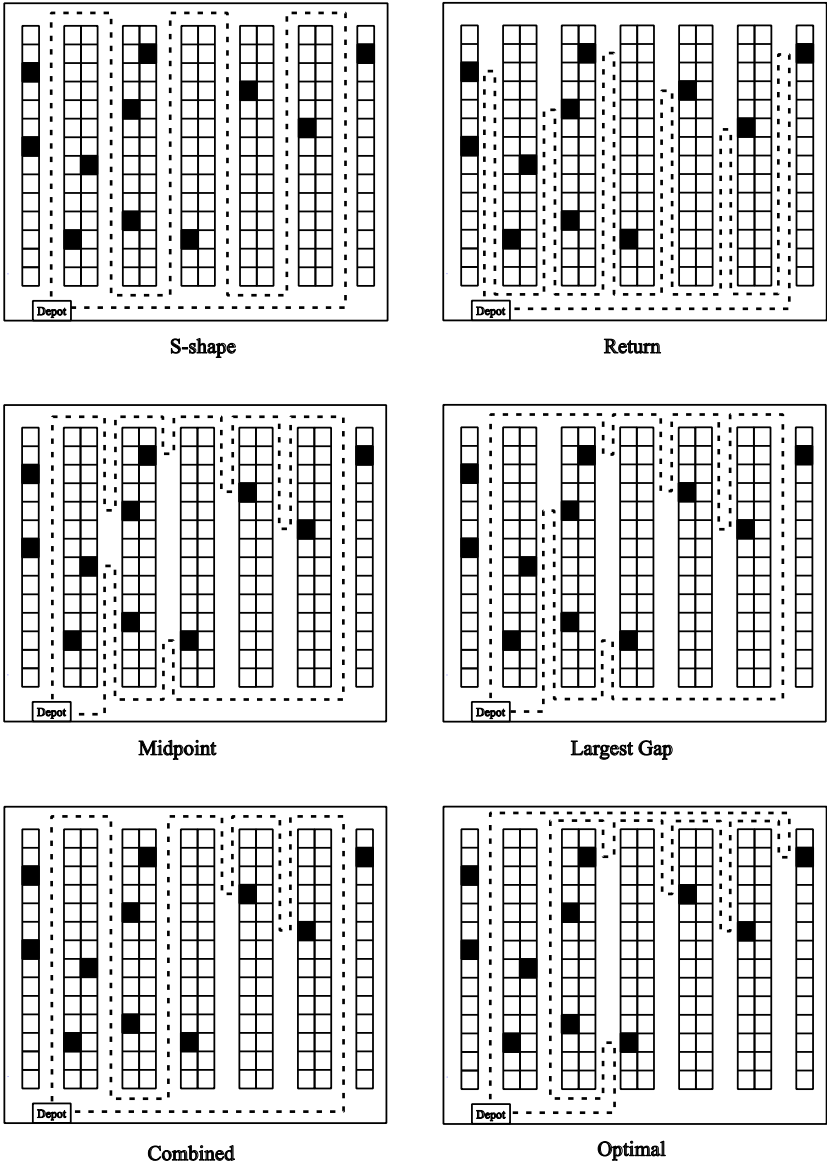 Depot
Depot
S-shape
Return
Depot
Depot
Midpoint
Largest Gap
Depot
Depot
Combined
Optimal